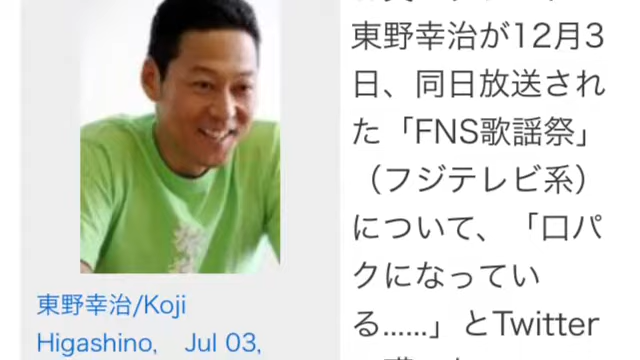 東野幸治/Koji
Higashino, Jul 03,
東野幸治が12月3
日、同日放送され
た「FNS歌謡祭」
（フジテレビ系）
について、「口パ
クになってい
る……」とTwitter